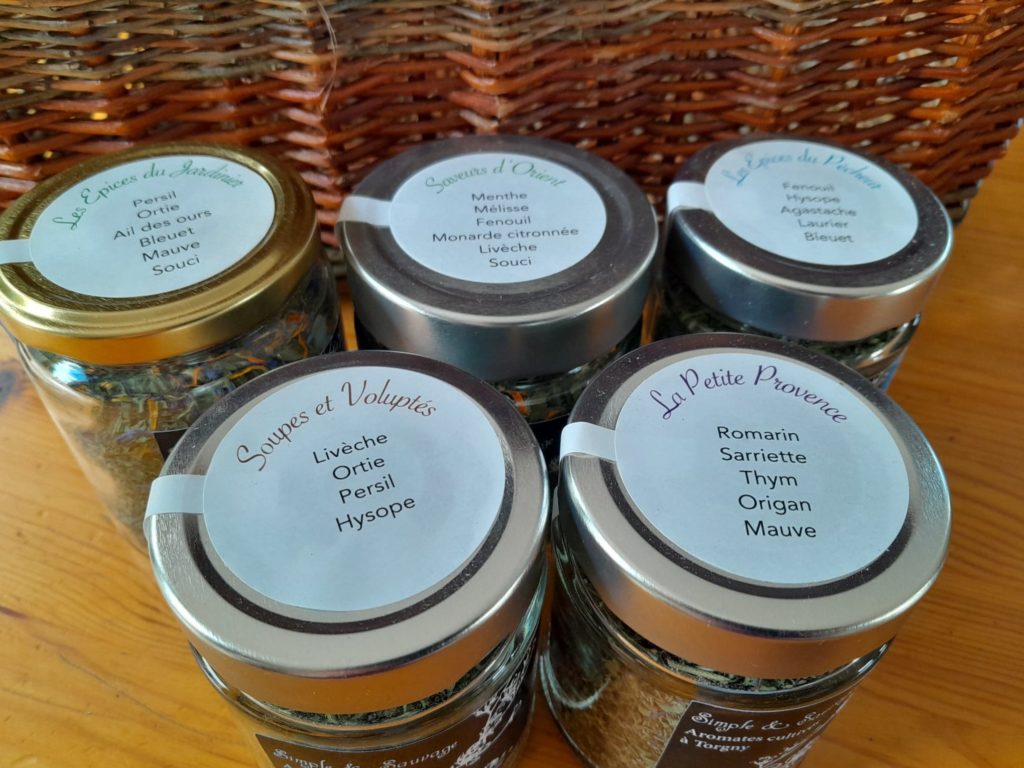 Les Epices du Jardinier
Persil
Ortie
Ail des ours
Bleuet
Mauve
Souci
Saveurs d'Orient
Menthe
Mélisse
Fenouil
Monarde citronnée
Livèche
Souci
Les Epices du Pêcheur
Fenouil
Hysope
Agastache
Laurier
Bleuet
Soupes et Voluptés
Livèche
Ortie
Persil
Hysope
La Petite Provence
Romarin
Sarriette
Thym
Origan
Mauve
Simple & Sauvage
Simple &
Aromates
à Torgny